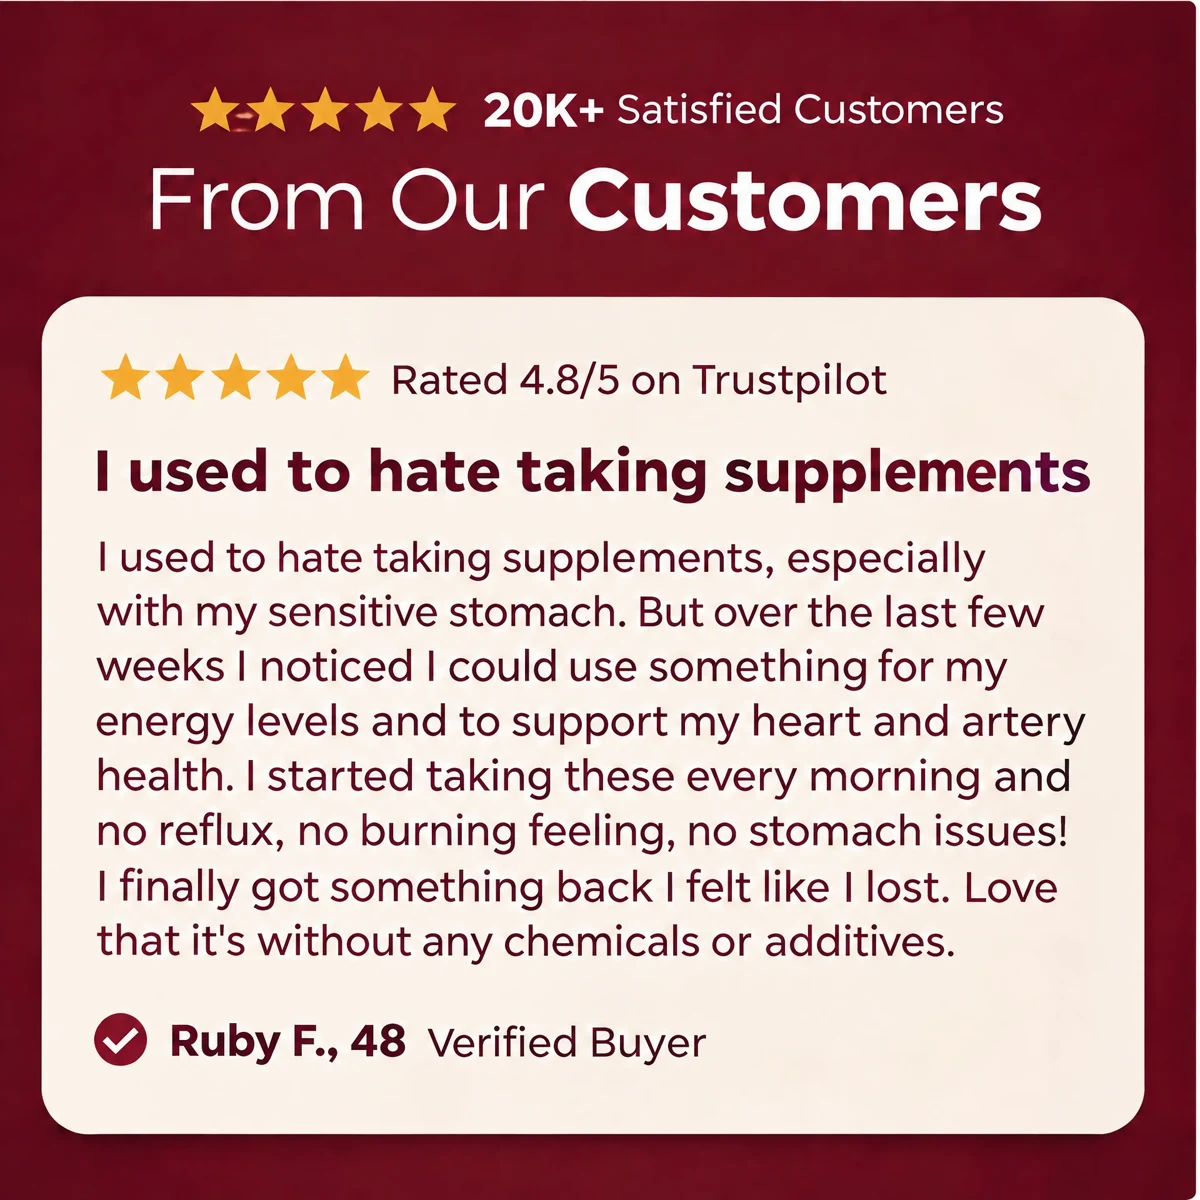 20K+ Satisfied Customers
From Our Customers
Rated 4.8/5 on Trustpilot
I used to hate taking supplements
I used to hate taking supplements, especially
with my sensitive stomach. But over the last few
weeks I noticed I could use something for my
energy levels and to support my heart and artery
health. I started taking these every morning and
no reflux, no burning feeling, no stomach issues!
I finally got something back I felt like I lost. Love
that it's without any chemicals or additives.
Ruby F., 48 Verified Buyer